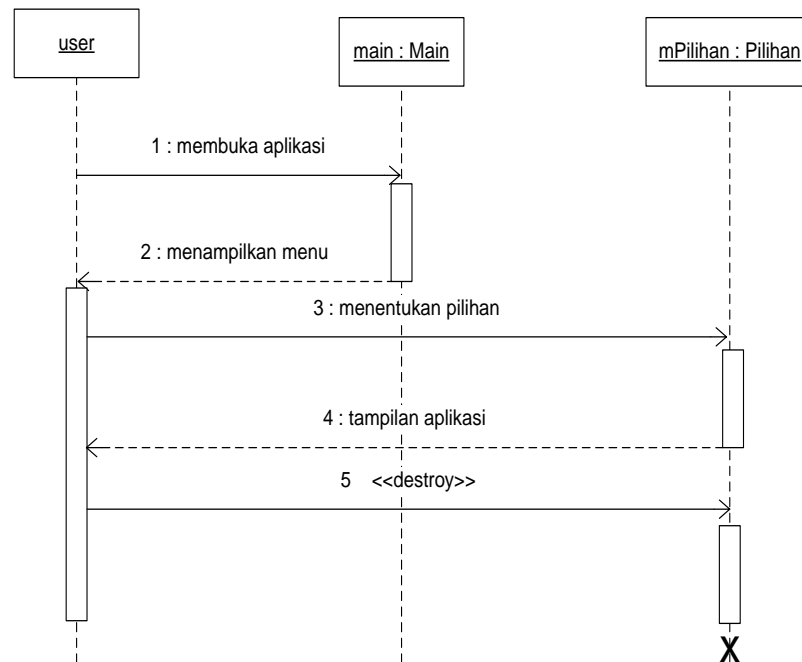 user
main : Main
mPilihan : Pilihan
1 : membuka aplikasi
2 : menampilkan menu
3 : menentukan pilihan
4 : tampilan aplikasi
5 <<destroy>>
X